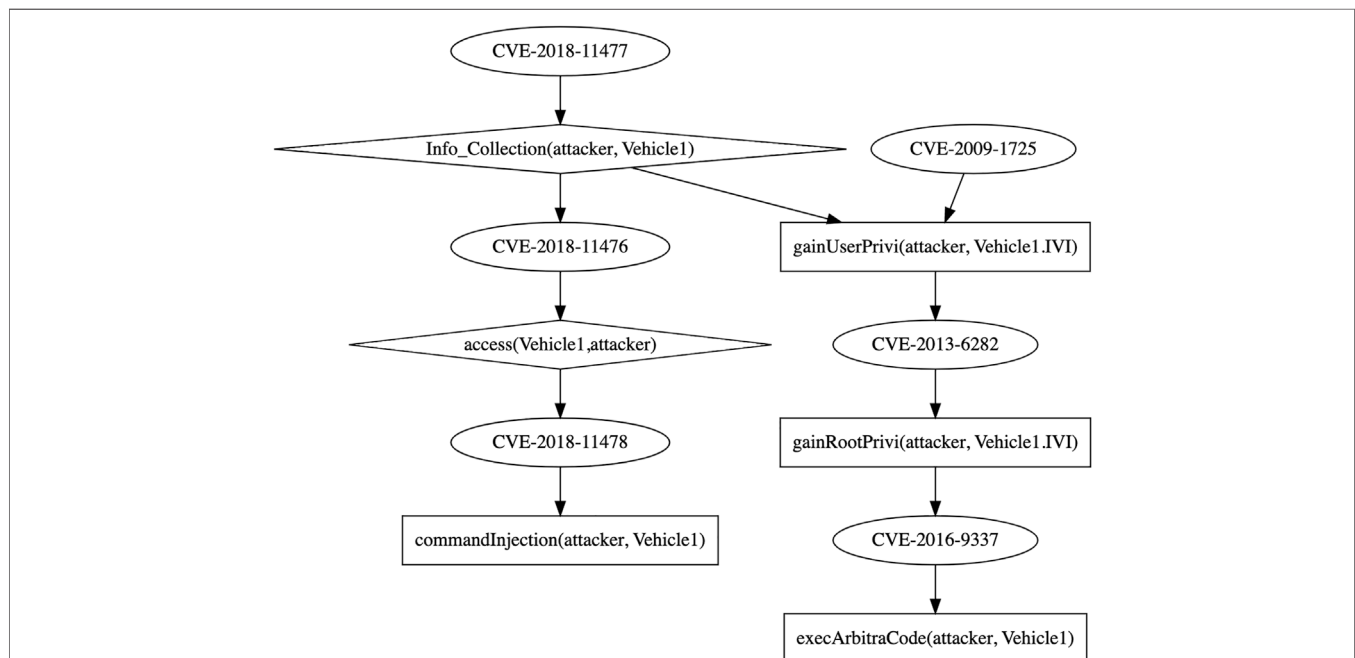 CVE-2018-11477
Info_Collection(attacker, Vehicle1)
CVE-2009-1725
CVE-2018-11476
gainUserPrivi(attacker, Vehicle1.IVI)
access(Vehicle1,attacker)
CVE-2013-6282
CVE-2018-11478
gainRootPrivi(attacker, Vehicle1.IVI)
commandInjection(attacker, Vehicle1)
CVE-2016-9337
execArbitraCode(attacker, Vehicle1)